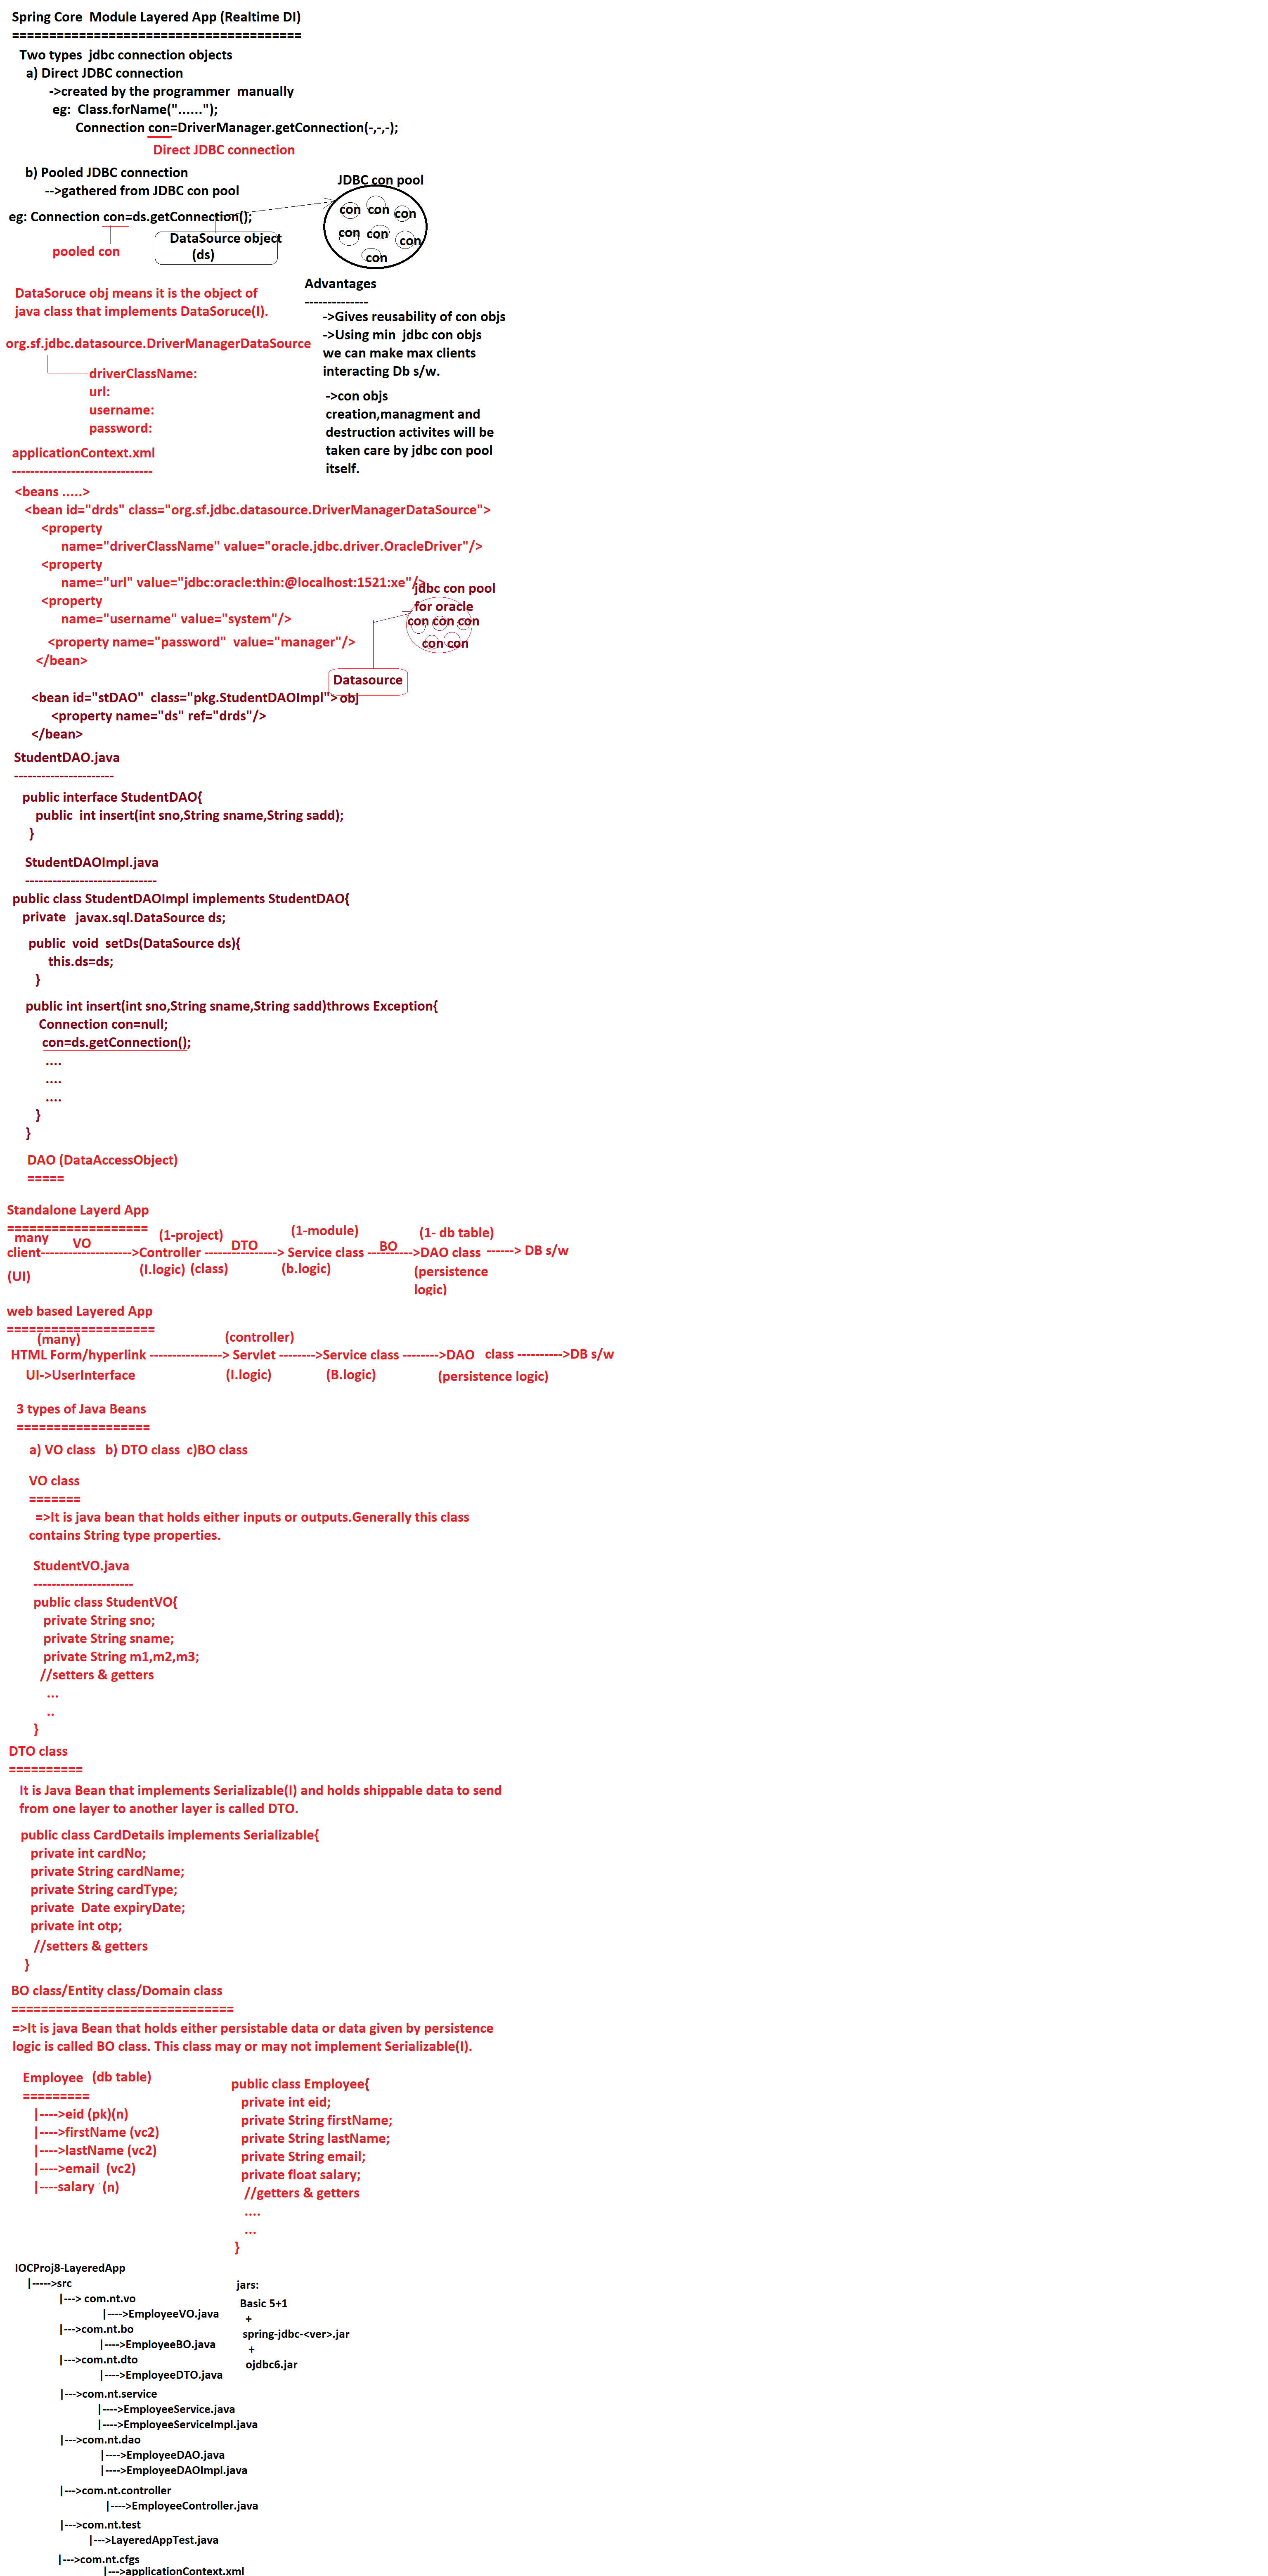 Spring Core  Module Layered App (Realtime DI)
=======================================
Two types  jdbc connection objects
a) Direct JDBC connection
->created by the programmer  manually
eg:  Class.forName("......");
Connection con=DriverManager.getConnection(-,-,-);
Direct JDBC connection
b) Pooled JDBC connection
-->gathered from JDBC con pool
JDBC con pool
con con con
con con con
con
eg: Connection con=ds.getConnection();
DataSource object
(ds)
pooled con
Advantages
--------------
->Gives reusability of con objs
->Using min  jdbc con objs
we can make max clients
interacting Db s/w.
->con objs
creation,managment and
destruction activites will be
taken care by jdbc con pool
itself.
DataSoruce obj means it is the object of
java class that implements DataSoruce(I).
org.sf.jdbc.datasource.DriverManagerDataSource
driverClassName:
url:
username:
password:
applicationContext.xml
-------------------------------
<beans .....>
<bean id="drds" class="org.sf.jdbc.datasource.DriverManagerDataSource">
<property
name="driverClassName" value="oracle.jdbc.driver.OracleDriver"/>
<property
name="url" value="jdbc:oracle:thin:@localhost:1521:xe"/>
<property
name="username" value="system"/>
<property name="password"  value="manager"/>
</bean>
jdbc con pool
for oracle
con con con
con con
Datasource
obj
<bean id="stDAO"  class="pkg.StudentDAOImpl">
<property name="ds" ref="drds"/>
</bean>
StudentDAO.java
----------------------
public interface StudentDAO{
public  int insert(int sno,String sname,String sadd);
}
StudentDAOImpl.java
-----------------------------
public class StudentDAOImpl implements StudentDAO{
private  javax.sql.DataSource ds;
public  void  setDs(DataSource ds){
this.ds=ds;
}
public int insert(int sno,String sname,String sadd)throws Exception{
Connection con=null;
con=ds.getConnection();
....
....
....
}
}
DAO (DataAccessObject)
=====
Standalone Layerd App
===================
many VO (1-project) DTO (1-module) BO (1- db table)
client-------------------->Controller ----------------> Service class ---------->DAO class ------> DB s/w
(UI) (I.logic) (class) (b.logic) (persistence
logic)
web based Layered App
====================
(many) (controller)
HTML Form/hyperlink ----------------> Servlet -------->Service class -------->DAO  class ---------->DB s/w
UI->UserInterface (I.logic) (B.logic) (persistence logic)
3 types of Java Beans
==================
a) VO class   b) DTO class  c)BO class
VO class
=======
=>It is java bean that holds either inputs or outputs.Generally this class
contains String type properties.
StudentVO.java
----------------------
public class StudentVO{
private String sno;
private String sname;
private String m1,m2,m3;
//setters & getters
...
..
}
DTO class
==========
It is Java Bean that implements Serializable(I) and holds shippable data to send
from one layer to another layer is called DTO.
public class CardDetails implements Serializable{
private int cardNo;
private String cardName;
private String cardType;
private  Date expiryDate;
private int otp;
//setters & getters
}
BO class/Entity class/Domain class
==============================
=>It is java Bean that holds either persistable data or data given by persistence
logic is called BO class. This class may or may not implement Serializable(I).
Employee  (db table)
=========
|---->eid (pk)(n)
|---->firstName (vc2)
|---->lastName (vc2)
|---->email  (vc2)
|----salary  (n)
public class Employee{
private int eid;
private String firstName;
private String lastName;
private String email;
private float salary;
//getters & getters
....
...
}
IOCProj8-LayeredApp
|----->src
|---> com.nt.vo
|---->EmployeeVO.java
|--->com.nt.bo
|---->EmployeeBO.java
|--->com.nt.dto
|---->EmployeeDTO.java
|--->com.nt.service
|---->EmployeeService.java
|---->EmployeeServiceImpl.java
|--->com.nt.dao
|---->EmployeeDAO.java
|---->EmployeeDAOImpl.java
|--->com.nt.controller
|---->EmployeeController.java
|--->com.nt.test
|--->LayeredAppTest.java
|--->com.nt.cfgs
|--->applicationContext.xml
jars:
Basic 5+1
+
spring-jdbc-<ver>.jar
+
ojdbc6.jar